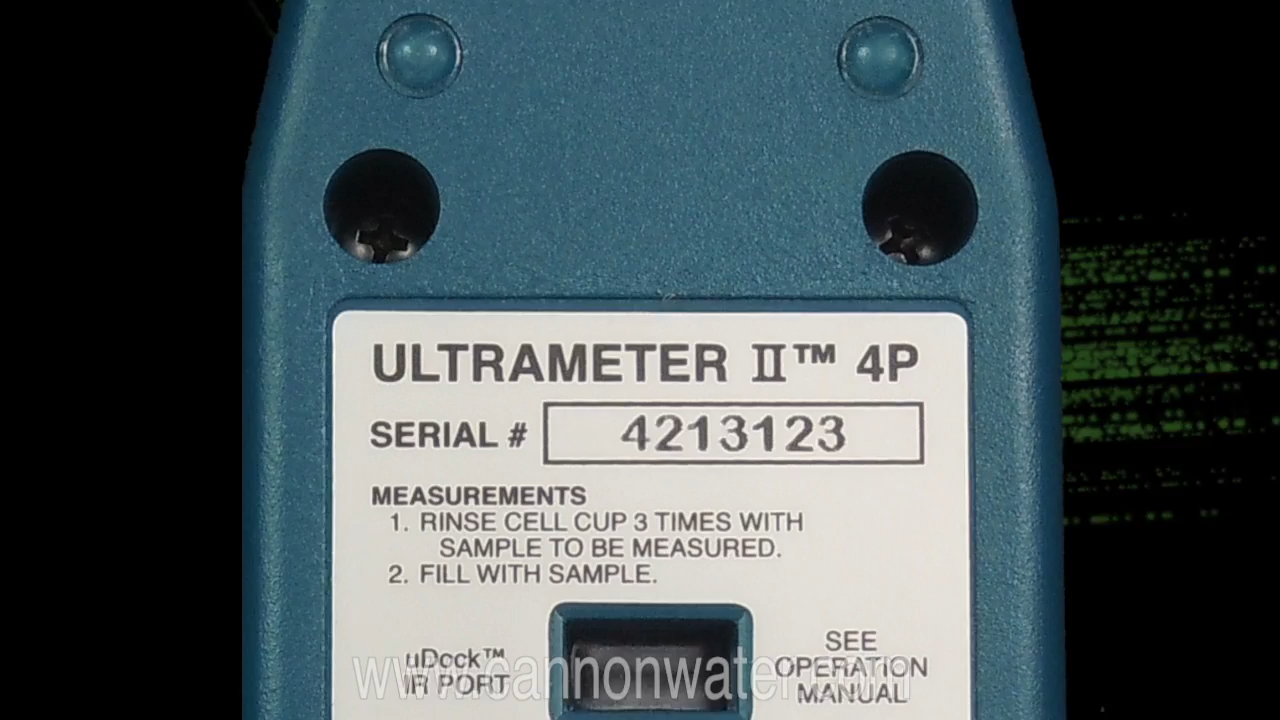 ULTRAMETER II™ 4P
SERIAL # 4213123
MEASUREMENTS
1. RINSE CELL CUP 3 TIMES WITH
SAMPLE TO BE MEASURED.
2. FILL WITH SAMPLE.
uDock™
IR PORT
SEE
OPERATION
MANUAL
www.cannonwater.com